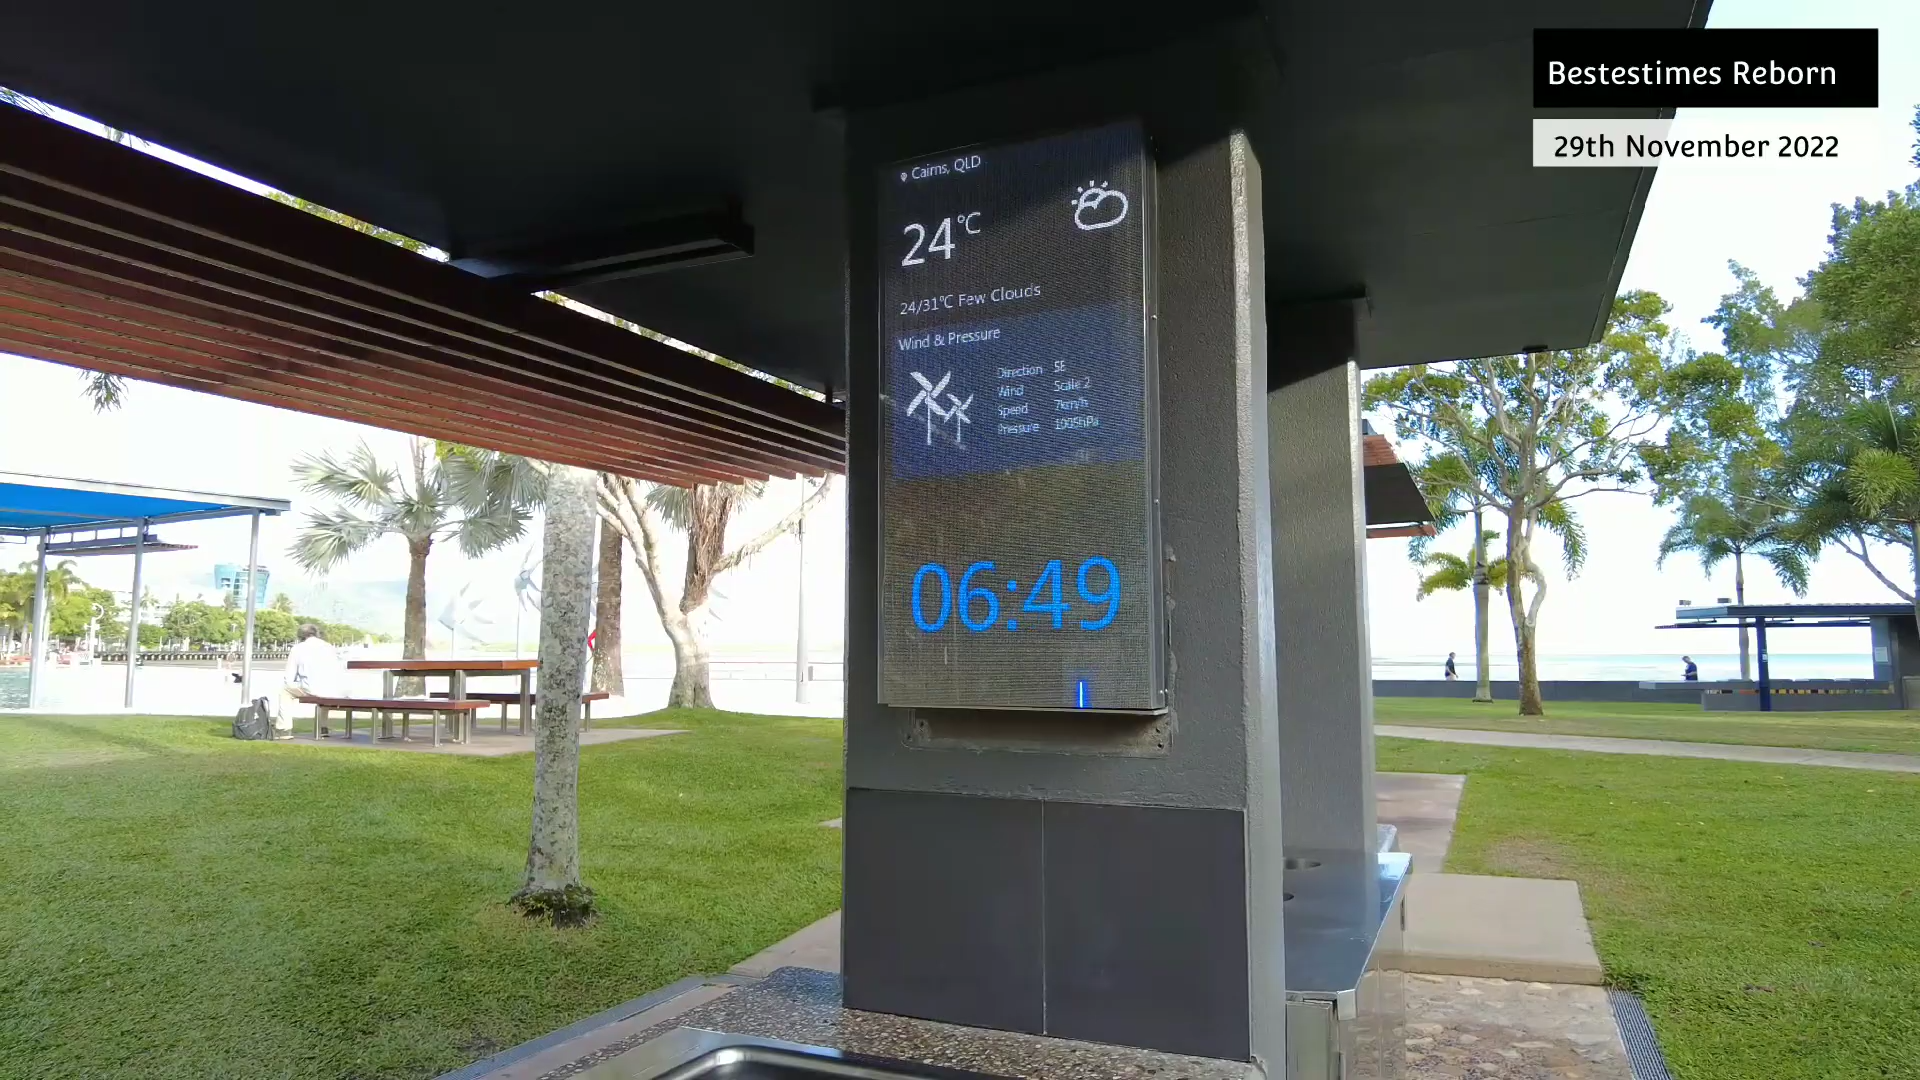 Bestestimes Reborn
29th November 2022
Cairns, QLD
24°C
24/31°C Few Clouds
Wind & Pressure
Direction SE
Wind Scale 2
Speed 7km/h
Pressure 1005hPa
06:49